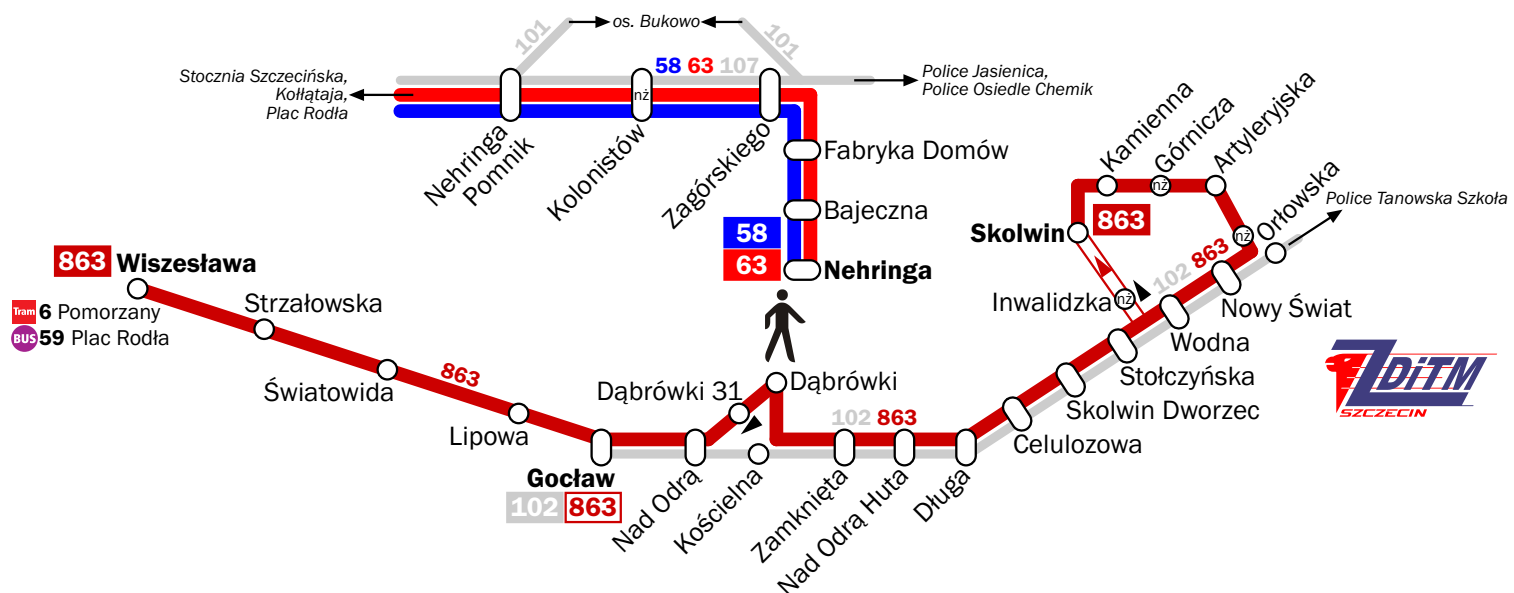 101
os. Bukowo
101
Stocznia Szczecińska,
Kołłątaja,
Plac Rodła
58 63 107
Police Jasienica,
Police Osiedle Chemik
nż
Nehringa
Pomnik
Kolonistów
Zagórskiego
Fabryka Domów
Bajeczna
58
63
Nehringa
Kamienna
Górnicza
nż
Artyleryjska
Orłowska
nż
Police Tanowska Szkoła
Skolwin
863
863 Wiszesława
Tram 6 Pomorzany
BUS 59 Plac Rodła
Strzałowska
Światowida
863
Lipowa
Gocław
102 863
Nad Odrą
Dąbrówki 31
Dąbrówki
Kościelna
102 863
Zamknięta
Nad Odrą Huta
Długa
Celulozowa
Skolwin Dworzec
Stołczyńska
Wodna
Nowy Świat
Inwalidzka
nż
102 863
ZDiTM
SZCZECIN